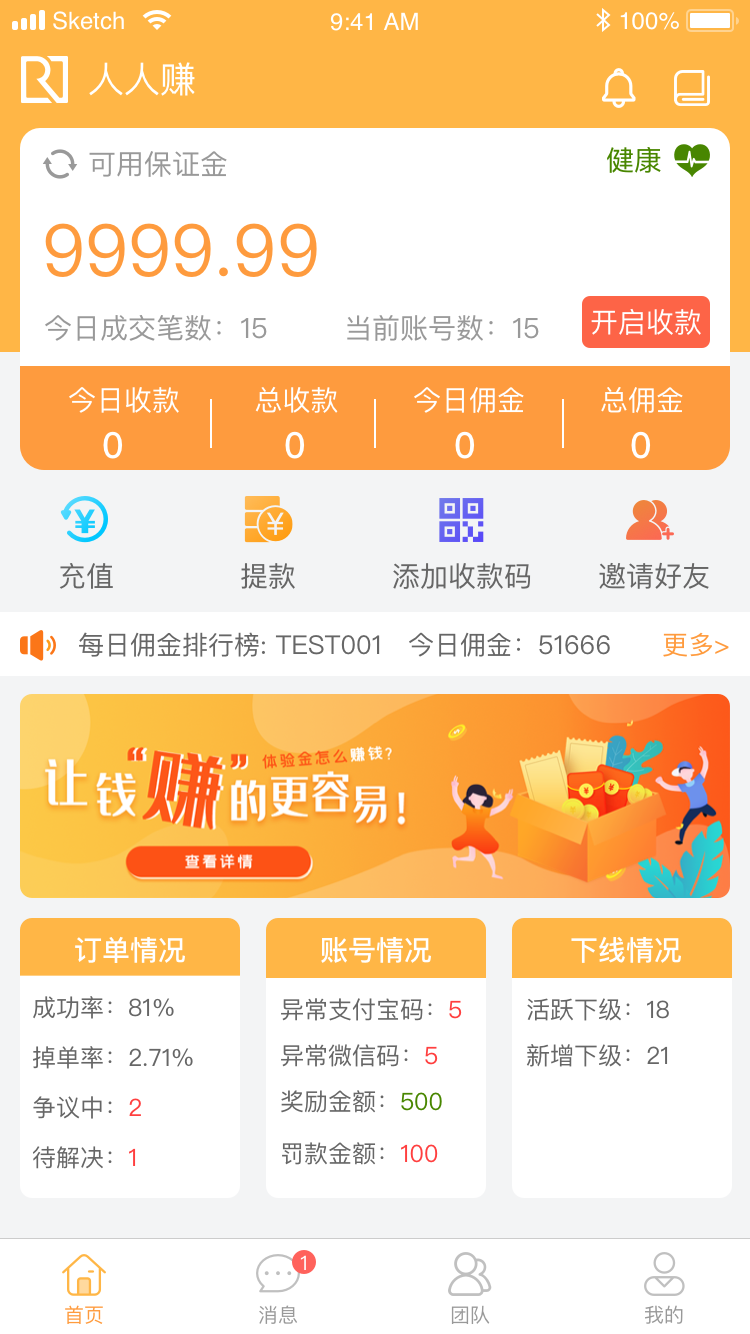 Sketch 9:41 AM 100%
人人赚
可用保证金 健康
9999.99
今日成交笔数：15 当前账号数：15 开启收款
今日收款 总收款 今日佣金 总佣金
0 0 0 0
充值 提款 添加收款码 邀请好友
每日佣金排行榜: TEST001 今日佣金：51666 更多>
体验金怎么赚钱?
让钱“赚”的更容易!
查看详情
订单情况
成功率：81%
掉单率：2.71%
争议中：2
待解决：1
账号情况
异常支付宝码：5
异常微信码：5
奖励金额：500
罚款金额：100
下线情况
活跃下级：18
新增下级：21
1
首页 消息 团队 我的